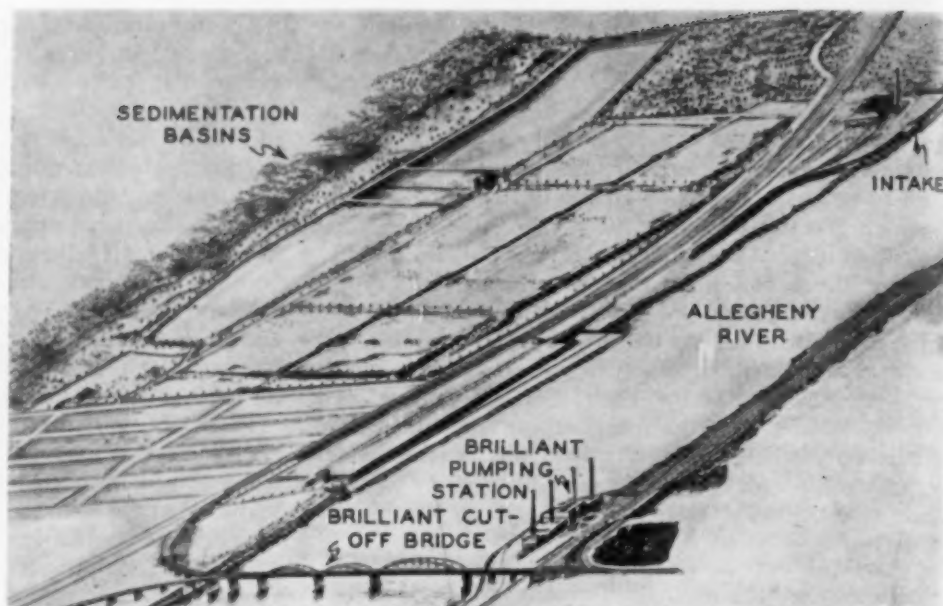 SEDIMENTATION
BASINS
INTAKE
ALLEGHENY
RIVER
BRILLIANT
PUMPING
STATION
BRILLIANT CUT-
OFF BRIDGE